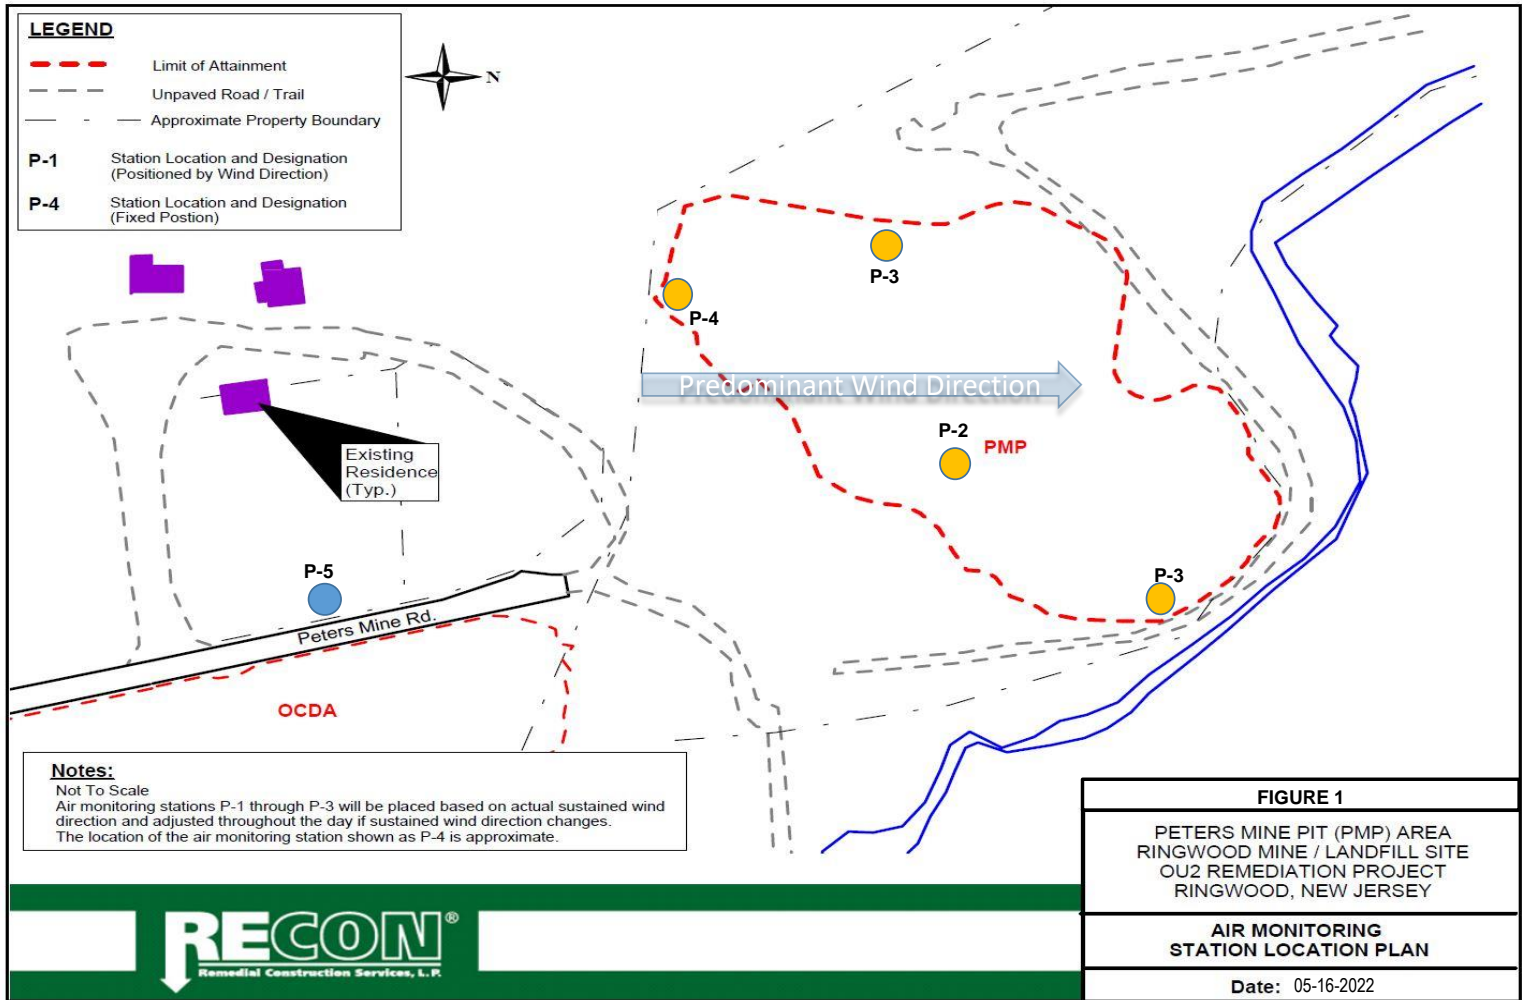 LEGEND
Limit of Attainment
Unpaved Road / Trail
Approximate Property Boundary
P-1 Station Location and Designation
(Positioned by Wind Direction)
P-4 Station Location and Designation
(Fixed Postion)
N
P-3
P-4
Predominant Wind Direction
P-2
PMP
Existing
Residence
(Typ.)
P-5
P-3
Peters Mine Rd.
OCDA
Notes:
Not To Scale
Air monitoring stations P-1 through P-3 will be placed based on actual sustained wind
direction and adjusted throughout the day if sustained wind direction changes.
The location of the air monitoring station shown as P-4 is approximate.
FIGURE 1
PETERS MINE PIT (PMP) AREA
RINGWOOD MINE / LANDFILL SITE
OU2 REMEDIATION PROJECT
RINGWOOD, NEW JERSEY
AIR MONITORING
STATION LOCATION PLAN
Date: 05-16-2022
RECON®
Remedial Construction Services, L.P.